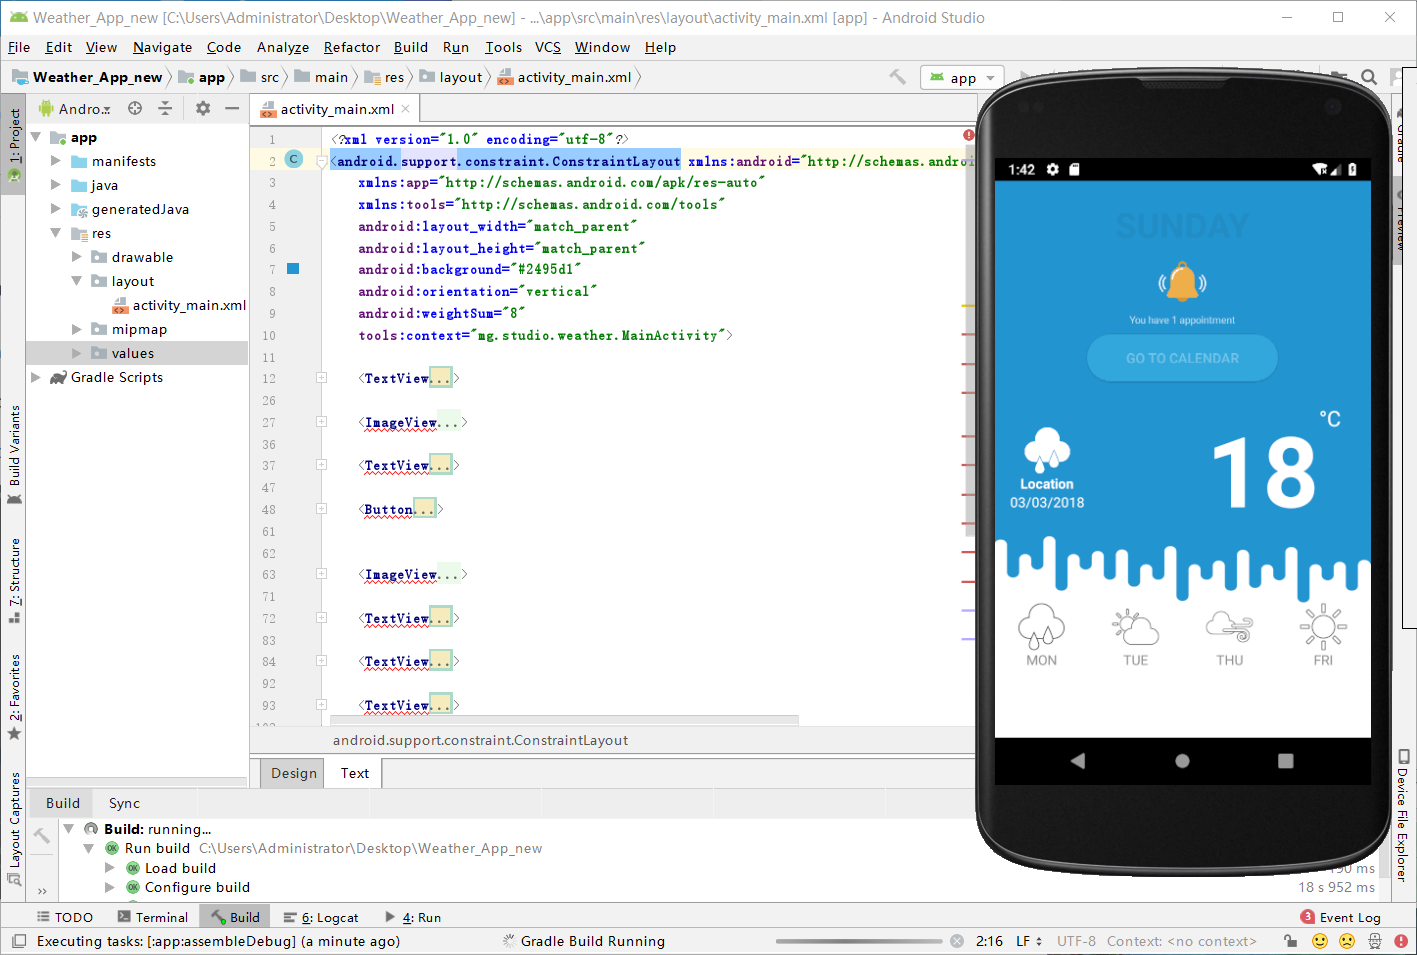 Weather_App_new [C:\Users\Administrator\Desktop\Weather_App_new] - ...\app\src\main\res\layout\activity_main.xml [app] - Android Studio
File Edit View Navigate Code Analyze Refactor Build Run Tools VCS Window Help
Weather_App_new app src main res layout activity_main.xml app
1: Project
Andro...
activity_main.xml
app
manifests
java
generatedJava
res
drawable
layout
activity_main.xml
mipmap
values
Gradle Scripts
Build Variants
7: Structure
2: Favorites
Layout Captures
1 <?xml version="1.0" encoding="utf-8"?>
2 <android.support.constraint.ConstraintLayout xmlns:android="http://schemas.andro
3 xmlns:app="http://schemas.android.com/apk/res-auto"
4 xmlns:tools="http://schemas.android.com/tools"
5 android:layout_width="match_parent"
6 android:layout_height="match_parent"
7 android:background="#2495d1"
8 android:orientation="vertical"
9 android:weightSum="8"
10 tools:context="mg.studio.weather.MainActivity">
11
12 <TextView...>
26
27 <ImageView...>
36
37 <TextView...>
47
48 <Button...>
61
62
63 <ImageView...>
71
72 <TextView...>
83
84 <TextView...>
92
93 <TextView...>
android.support.constraint.ConstraintLayout
Design Text
1:42
SUNDAY
You have 1 appointment
GO TO CALENDAR
°C
18
Location
03/03/2018
MON TUE THU FRI
Gradle
Preview
Device File Explorer
Build Sync
Build: running...
Run build C:\Users\Administrator\Desktop\Weather_App_new
Load build 190 ms
Configure build 18 s 952 ms
TODO Terminal Build 6: Logcat 4: Run 3 Event Log
Executing tasks: [:app:assembleDebug] (a minute ago) Gradle Build Running 2:16 LF UTF-8 Context: <no context>